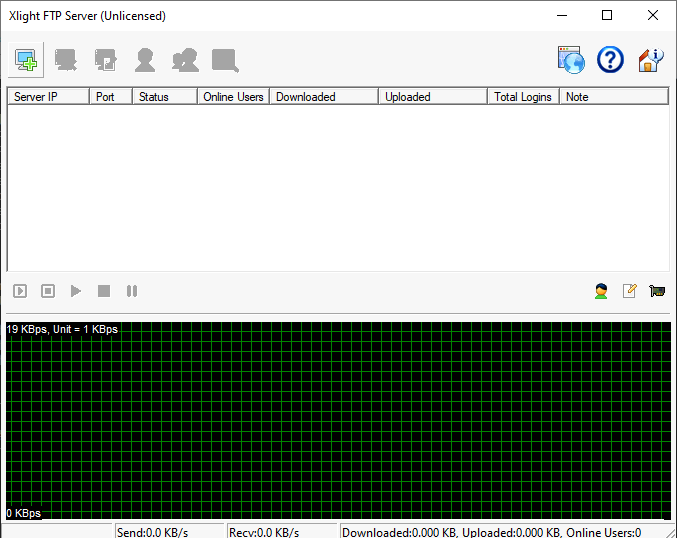 Xlight FTP Server (Unlicensed)
Server IP Port Status Online Users Downloaded Uploaded Total Logins Note
19 KBps, Unit = 1 KBps
0 KBps
Send:0.0 KB/s Recv:0.0 KB/s Downloaded:0.000 KB, Uploaded:0.000 KB, Online Users:0